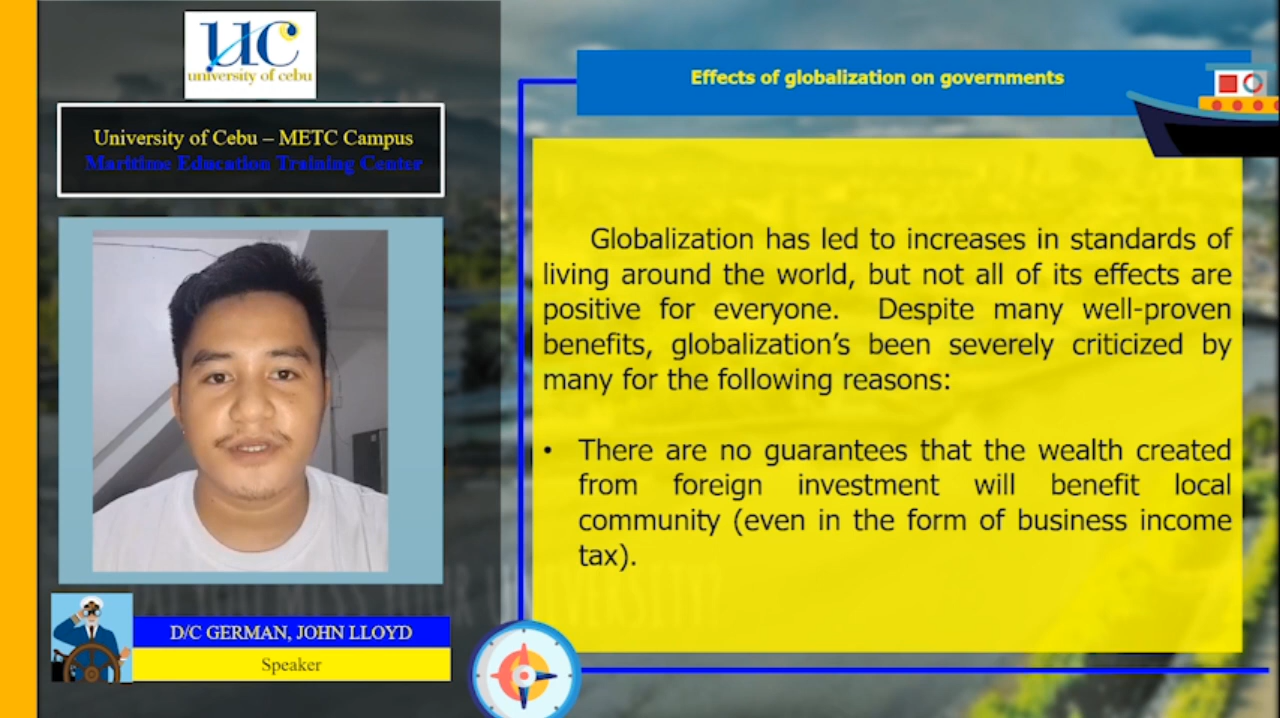 UC
university of cebu
University of Cebu – METC Campus
Maritime Education Training Center
Effects of globalization on governments
Globalization has led to increases in standards of
living around the world, but not all of its effects are
positive for everyone. Despite many well-proven
benefits, globalization’s been severely criticized by
many for the following reasons:
• There are no guarantees that the wealth created
from foreign investment will benefit local
community (even in the form of business income
tax).
D/C GERMAN, JOHN LLOYD
Speaker